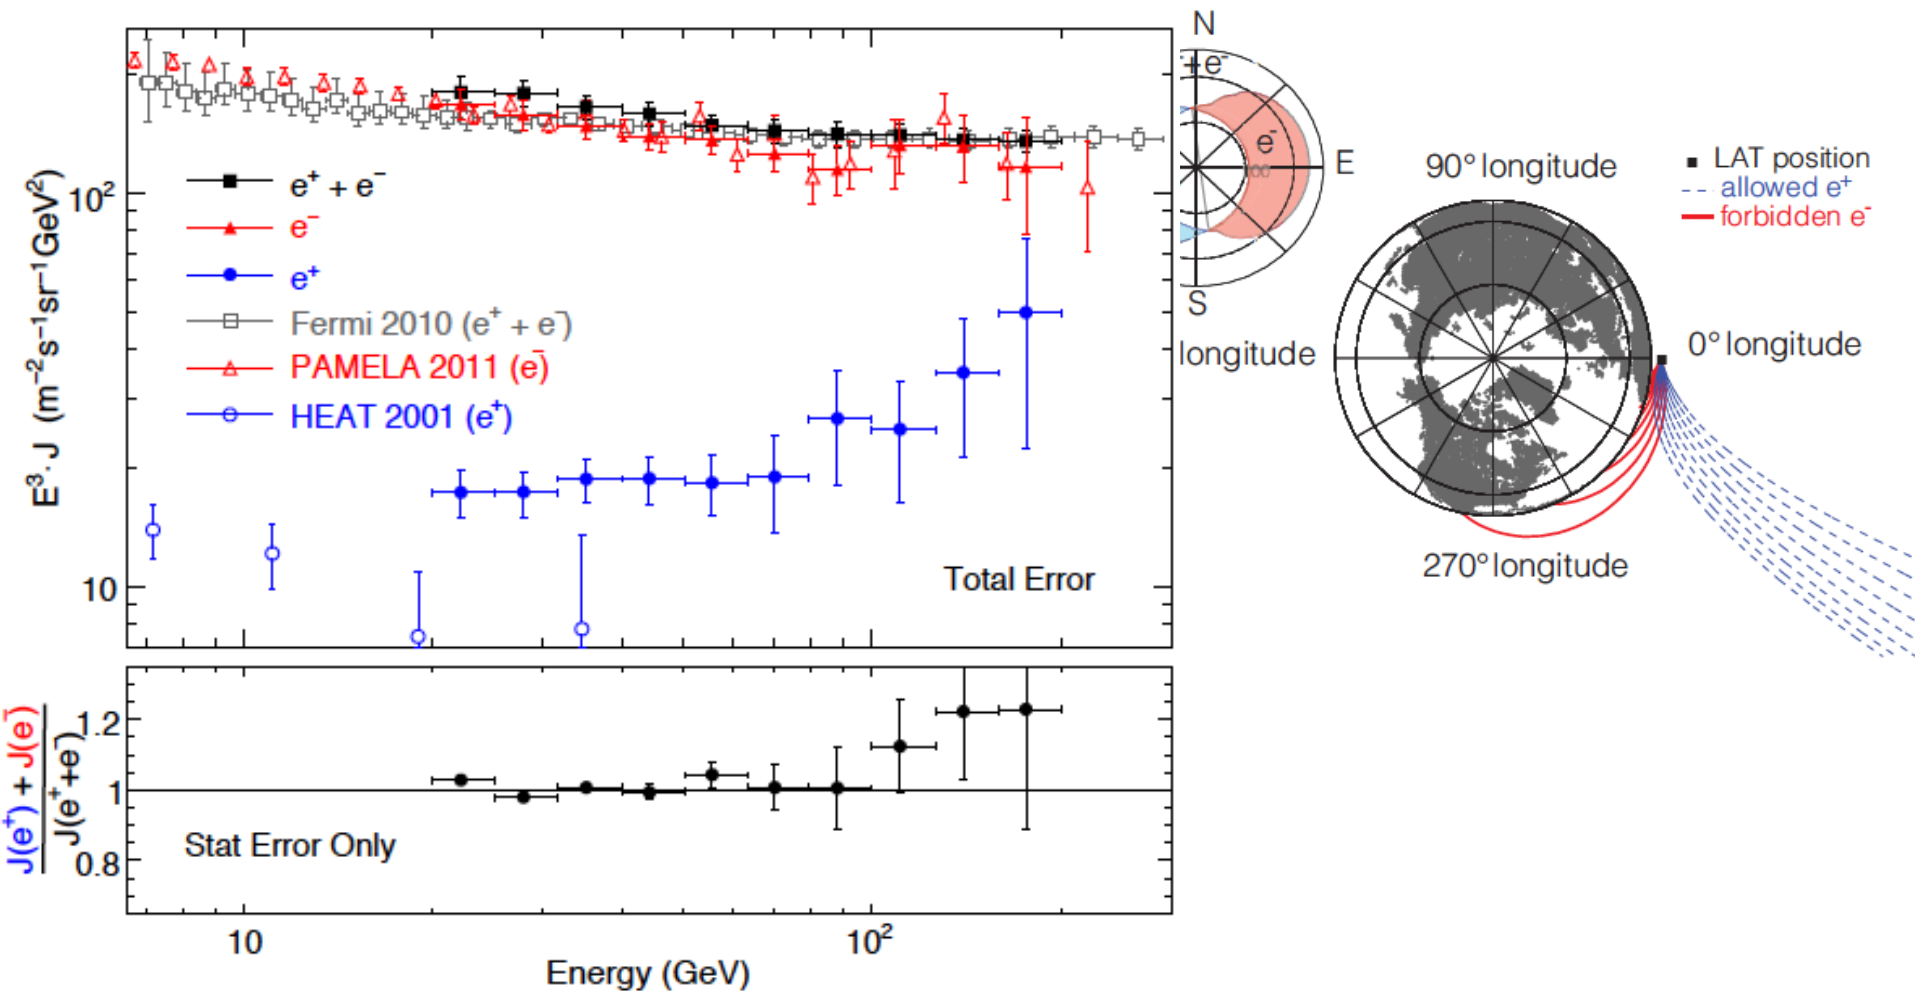 E³·J (m⁻²s⁻¹sr⁻¹GeV²)
10²
10
e⁺ + e⁻
e⁻
e⁺
Fermi 2010 (e⁺ + e⁻)
PAMELA 2011 (e⁻)
HEAT 2001 (e⁺)
Total Error
J(e⁺) + J(e⁻)
J(e⁺+e⁻)
1.2
1
0.8
Stat Error Only
10
10²
Energy (GeV)
N
+e⁻
e⁻
E
S
longitude
90° longitude
0° longitude
270° longitude
LAT position
allowed e⁺
forbidden e⁻